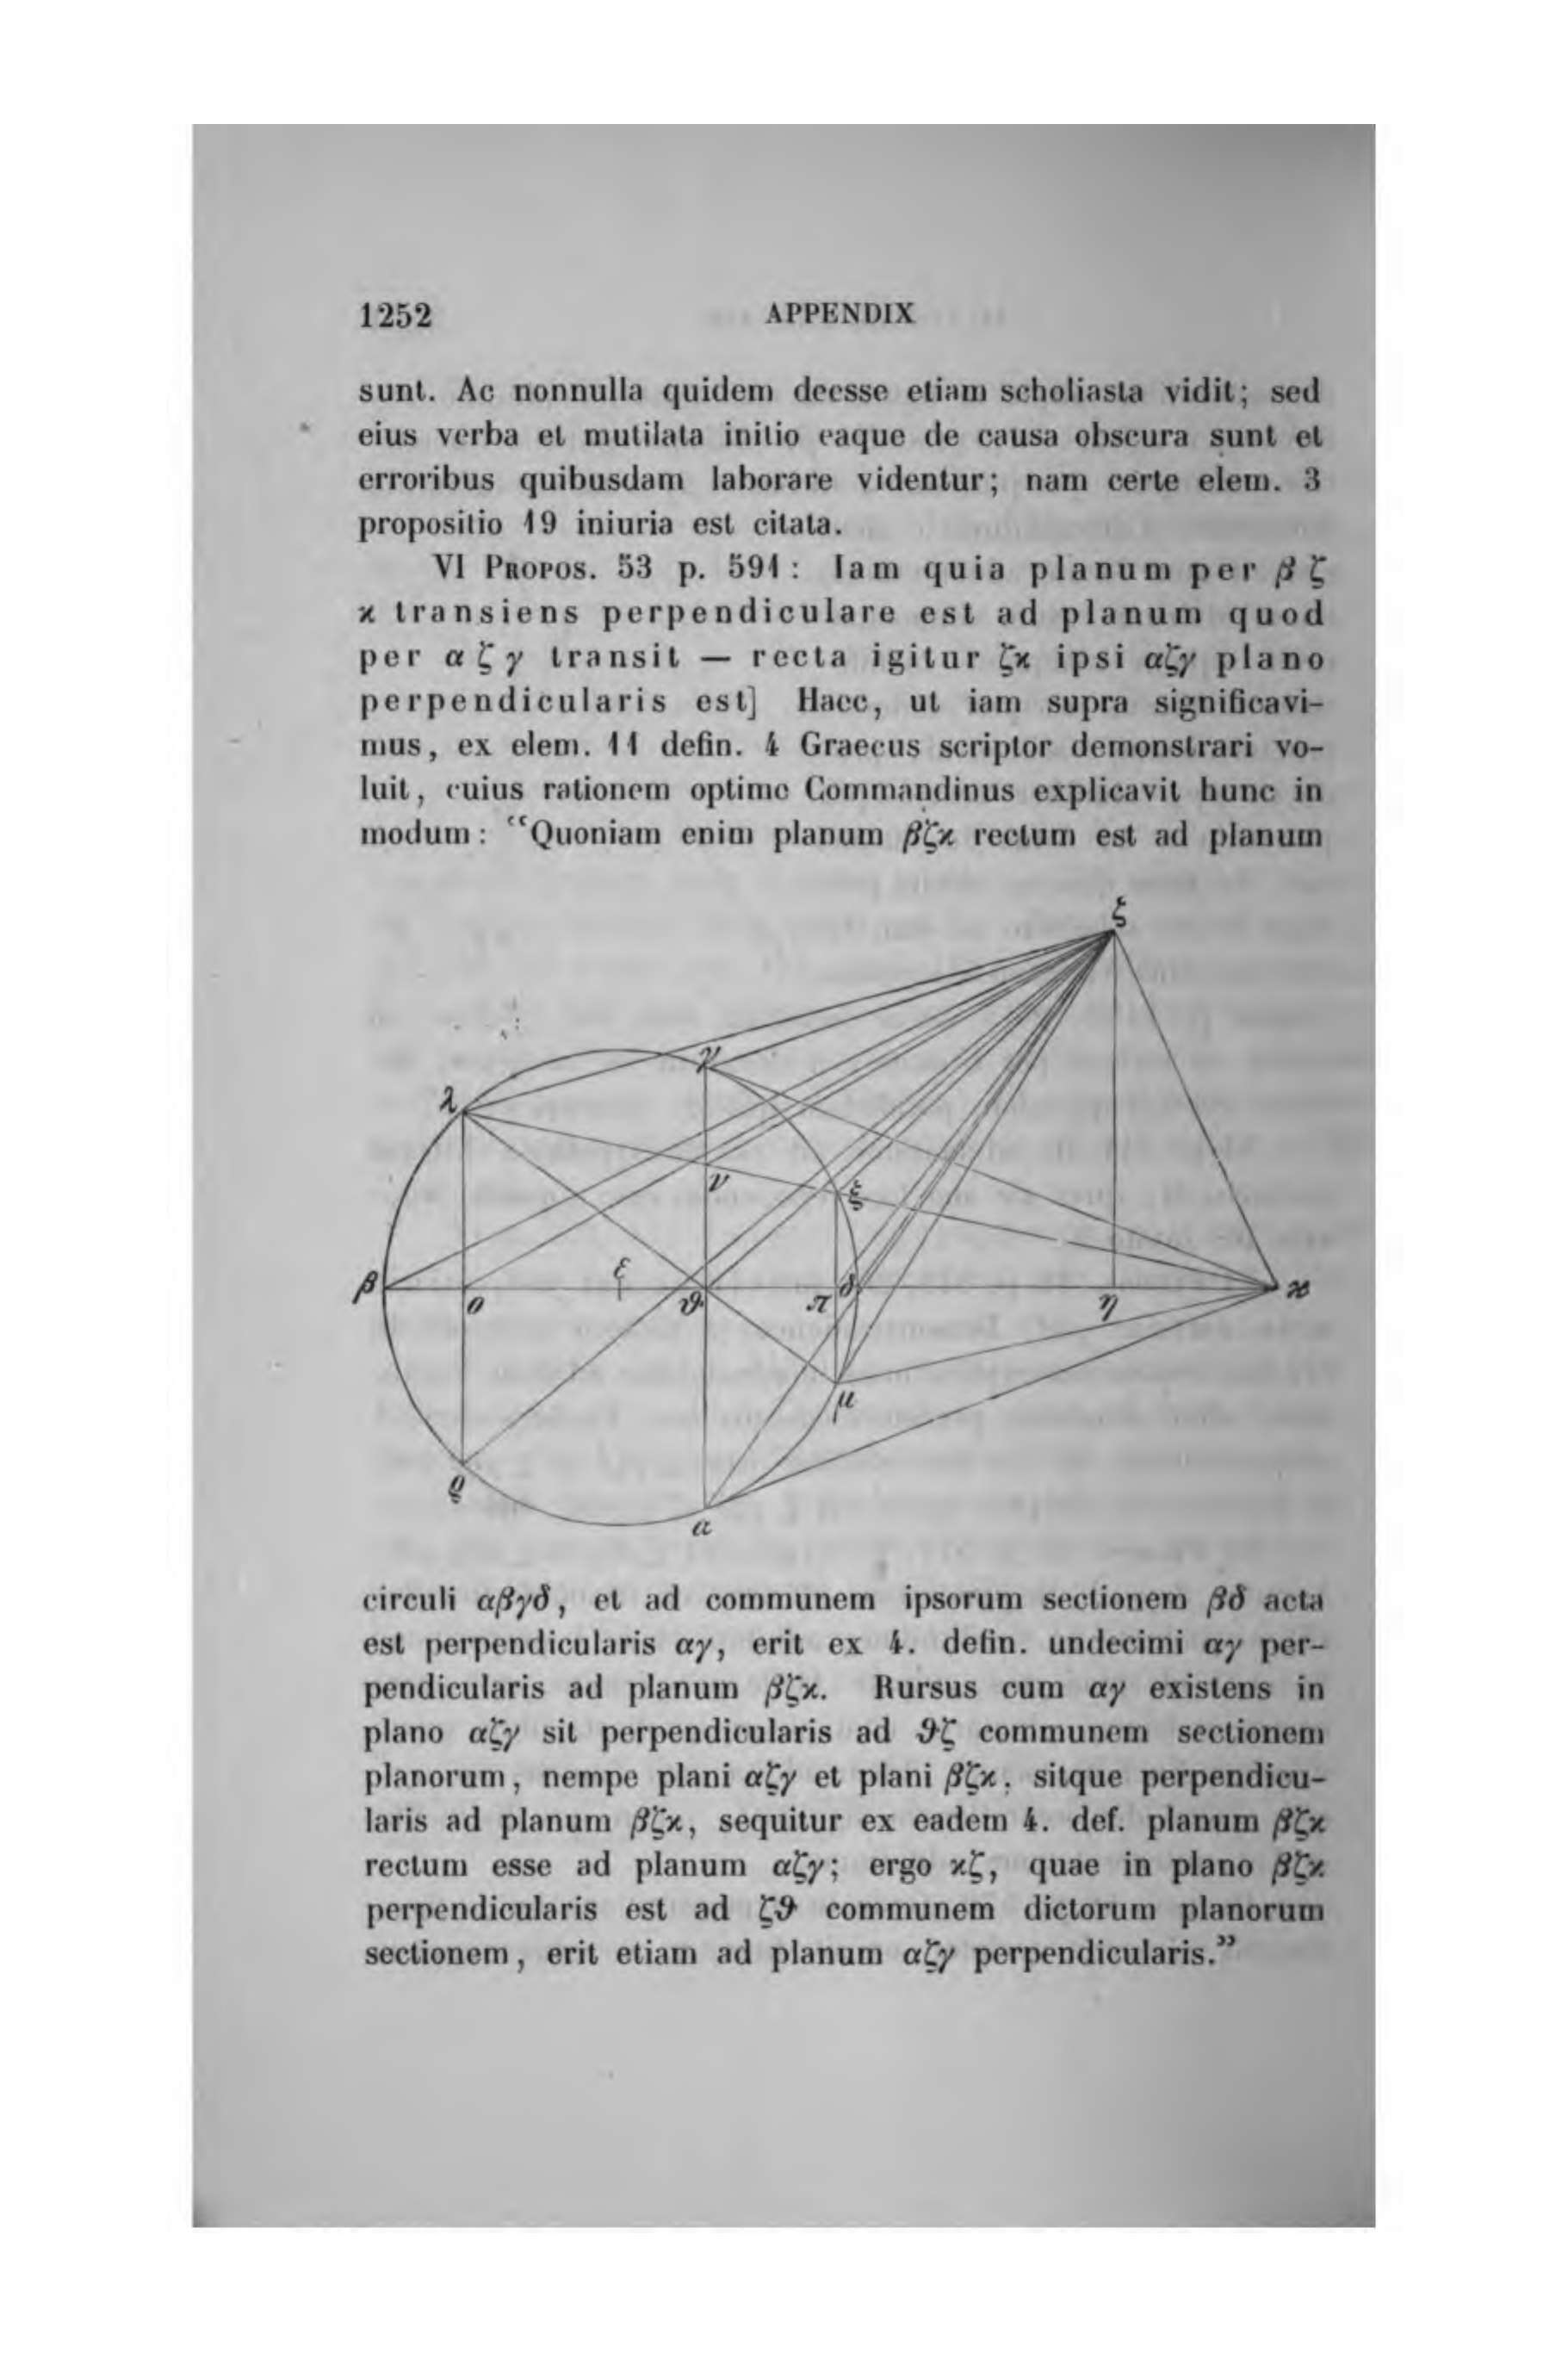 1252 APPENDIX
sunt. Ac nonnulla quidem deesse etiam scholiasta vidit; sed
eius verba et mutilata initio eaque de causa obscura sunt et
erroribus quibusdam laborare videntur; nam certe elem. 3
propositio 19 iniuria est citata.
VI PROPOS. 53 p. 591: Iam quia planum per β ζ
ϰ transiens perpendiculare est ad planum quod
per α ζ γ transit — recta igitur ζϰ ipsi αζγ plano
perpendicularis est] Haec, ut iam supra significavi-
mus, ex elem. 11 defin. 4 Graecus scriptor demonstrari vo-
luit, cuius rationem optime Commandinus explicavit hunc in
modum: “Quoniam enim planum βζϰ rectum est ad planum
ζ
γ
λ
ν
ξ
β
ο
ε
ϑ
π
δ
η
ϰ
μ
ϱ
α
circuli αβγδ, et ad communem ipsorum sectionem βδ acta
est perpendicularis αγ, erit ex 4. defin. undecimi αγ per-
pendicularis ad planum βζϰ. Rursus cum αγ existens in
plano αζγ sit perpendicularis ad ϑζ communem sectionem
planorum, nempe plani αζγ et plani βζϰ, sitque perpendicu-
laris ad planum βζϰ, sequitur ex eadem 4. def. planum βζϰ
rectum esse ad planum αζγ; ergo ϰζ, quae in plano βζϰ
perpendicularis est ad ζϑ communem dictorum planorum
sectionem, erit etiam ad planum αζγ perpendicularis.”